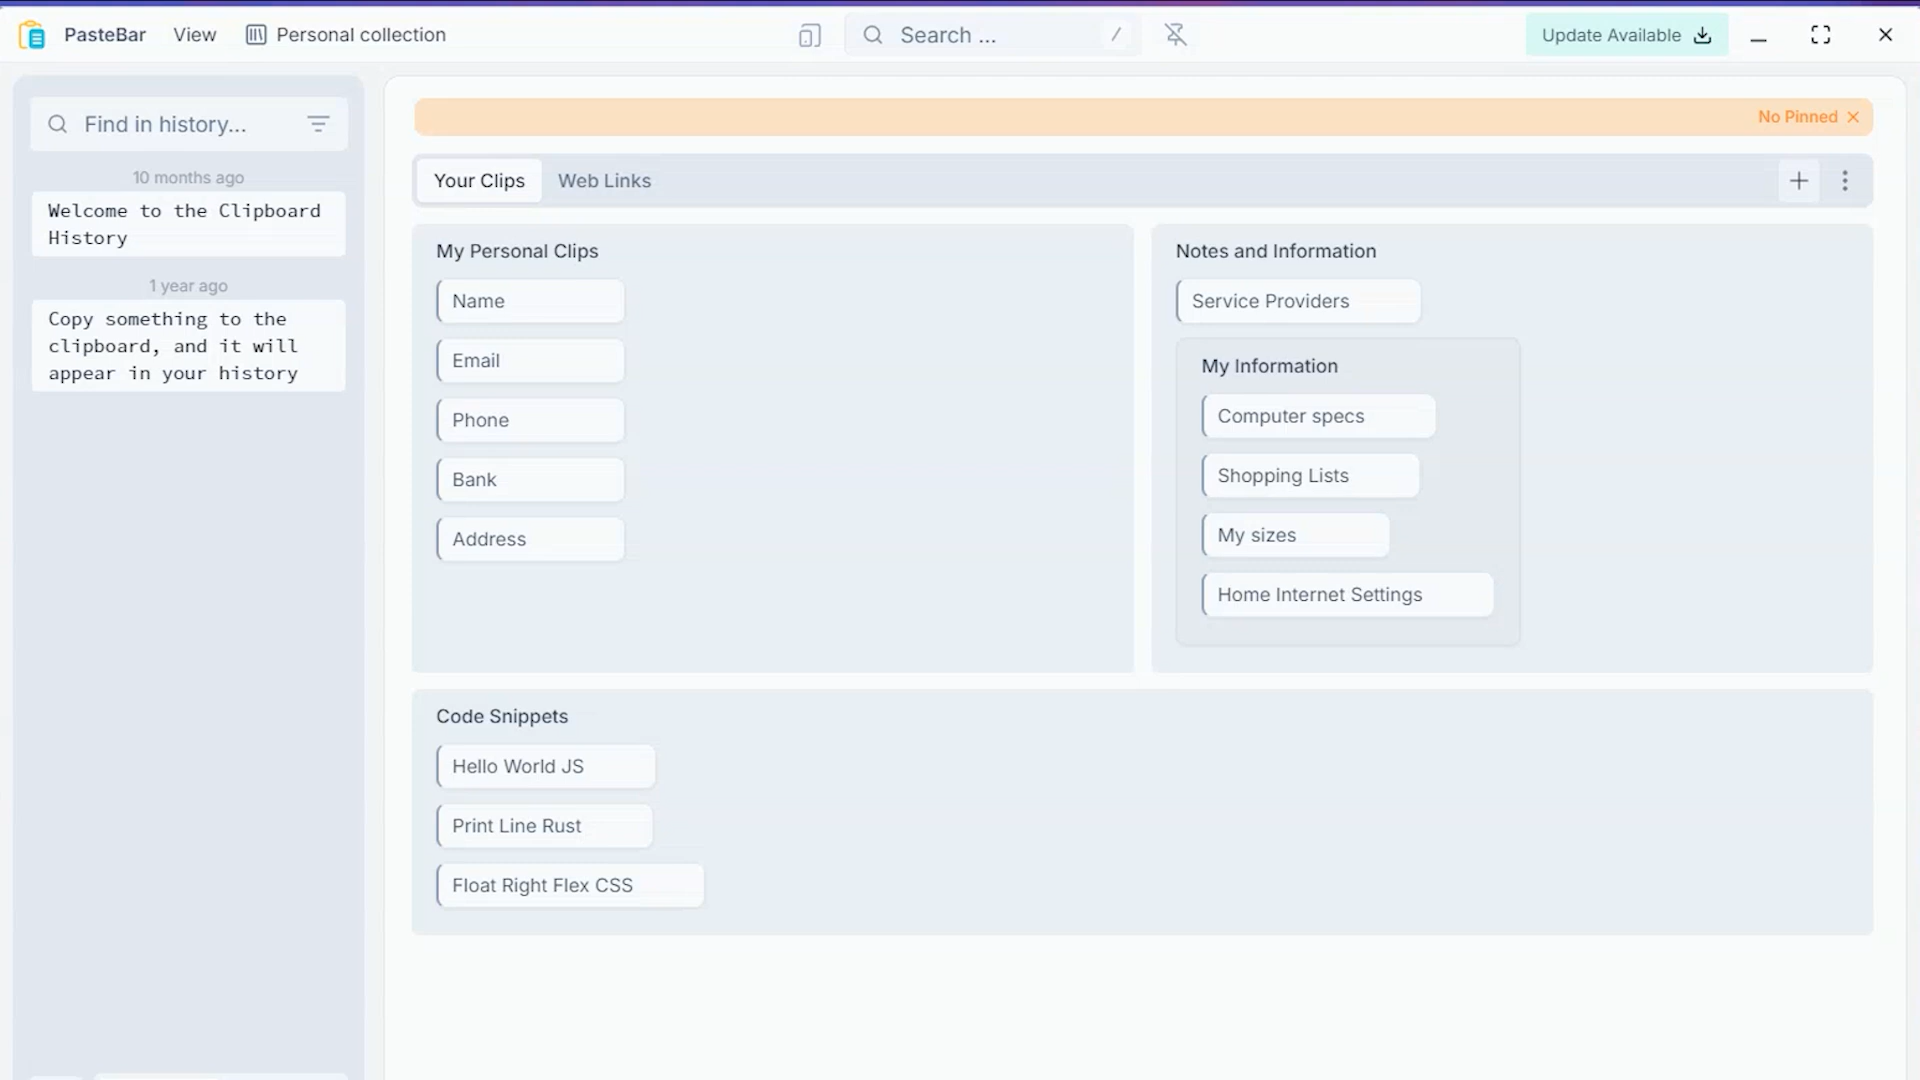 PasteBar View Personal collection Search ... / Update Available
Find in history...
10 months ago
Welcome to the Clipboard
History
1 year ago
Copy something to the
clipboard, and it will
appear in your history
No Pinned
Your Clips Web Links
My Personal Clips
Name
Email
Phone
Bank
Address
Notes and Information
Service Providers
My Information
Computer specs
Shopping Lists
My sizes
Home Internet Settings
Code Snippets
Hello World JS
Print Line Rust
Float Right Flex CSS